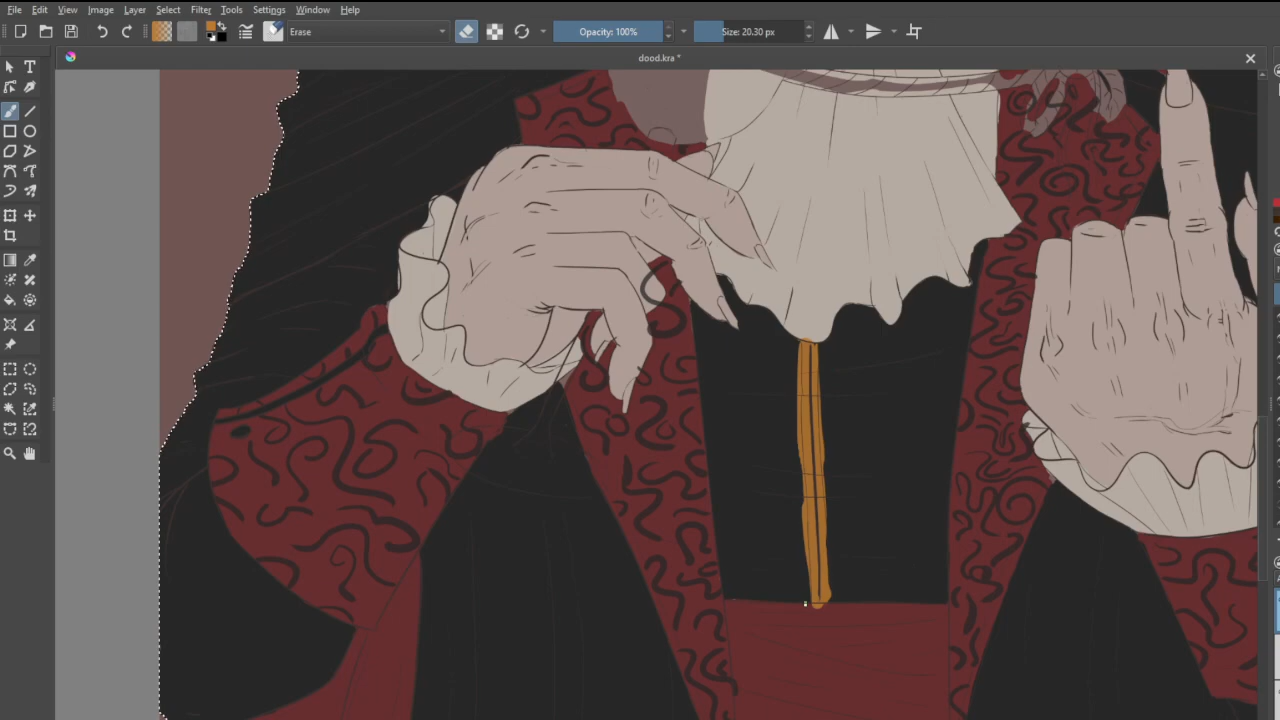 File Edit View Image Layer Select Filter Tools Settings Window Help
Erase Opacity: 100% Size: 20.30 px
dood.kra *